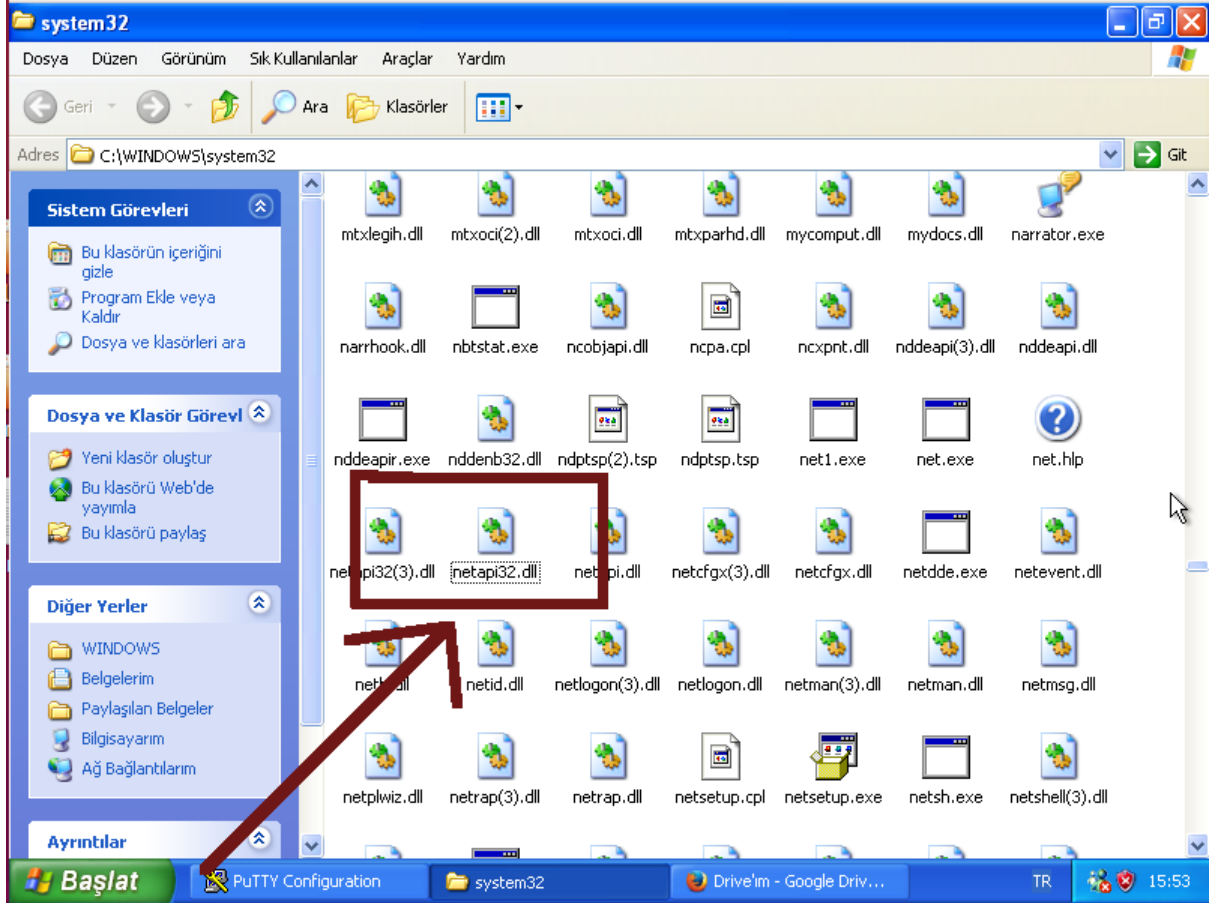 system32
Dosya Düzen Görünüm Sık Kullanılanlar Araçlar Yardım
Geri Ara Klasörler
Adres C:\WINDOWS\system32 Git
Sistem Görevleri
Bu klasörün içeriğini
gizle
Program Ekle veya
Kaldır
Dosya ve klasörleri ara
Dosya ve Klasör Görevl
Yeni klasör oluştur
Bu klasörü Web'de
yayımla
Bu klasörü paylaş
Diğer Yerler
WINDOWS
Belgelerim
Paylaşılan Belgeler
Bilgisayarım
Ağ Bağlantılarım
Ayrıntılar
mtxlegih.dll mtxoci(2).dll mtxoci.dll mtxparhd.dll mycomput.dll mydocs.dll narrator.exe
narrhook.dll nbtstat.exe ncobjapi.dll ncpa.cpl ncxpnt.dll nddeapi(3).dll nddeapi.dll
nddeapir.exe nddenb32.dll ndptsp(2).tsp ndptsp.tsp net1.exe net.exe net.hlp
netapi32(3).dll netapi32.dll netapi.dll netcfgx(3).dll netcfgx.dll netdde.exe netevent.dll
netid.dll netlogon(3).dll netlogon.dll netman(3).dll netman.dll netmsg.dll
netplwiz.dll netrap(3).dll netrap.dll netsetup.cpl netsetup.exe netsh.exe netshell(3).dll
Başlat PuTTY Configuration system32 Drive'ım - Google Driv... TR 15:53